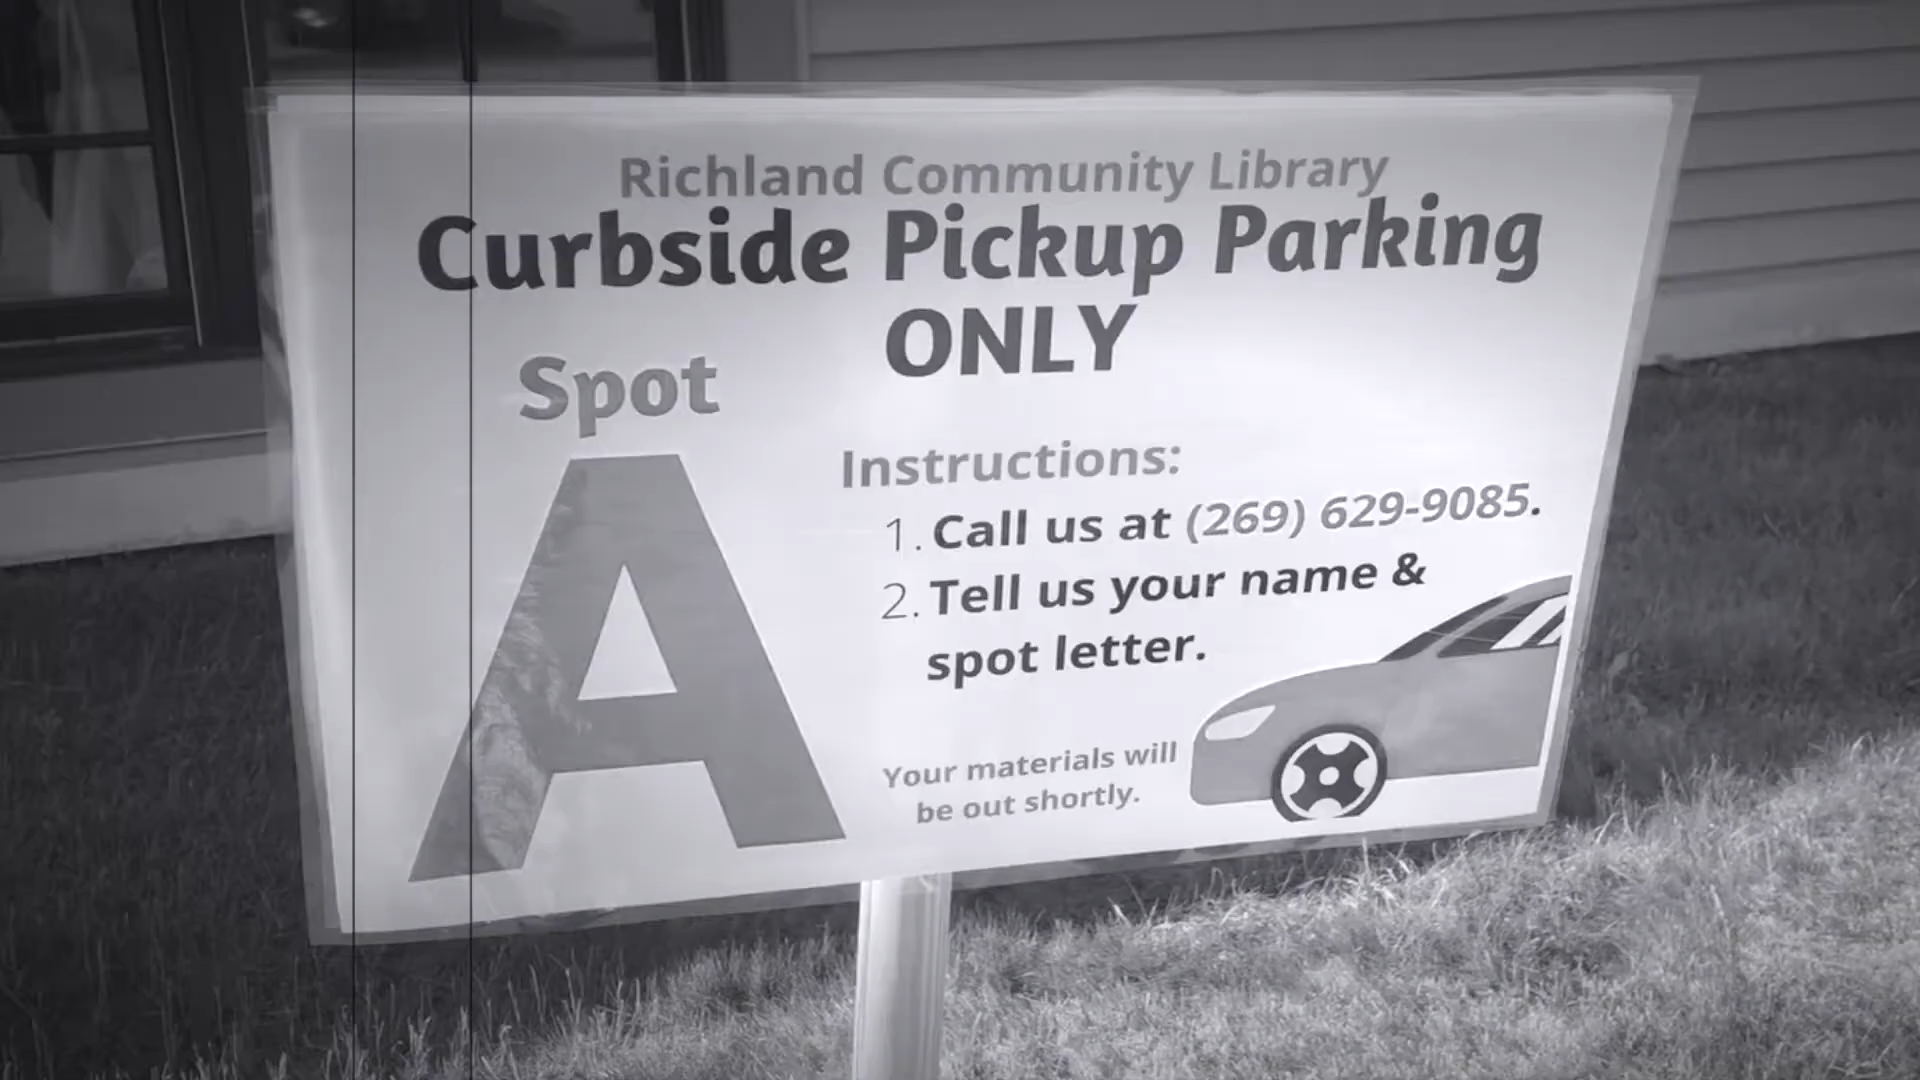 Richland Community Library
Curbside Pickup Parking
ONLY
Spot
A
Instructions:
1. Call us at (269) 629-9085.
2. Tell us your name &
spot letter.
Your materials will
be out shortly.